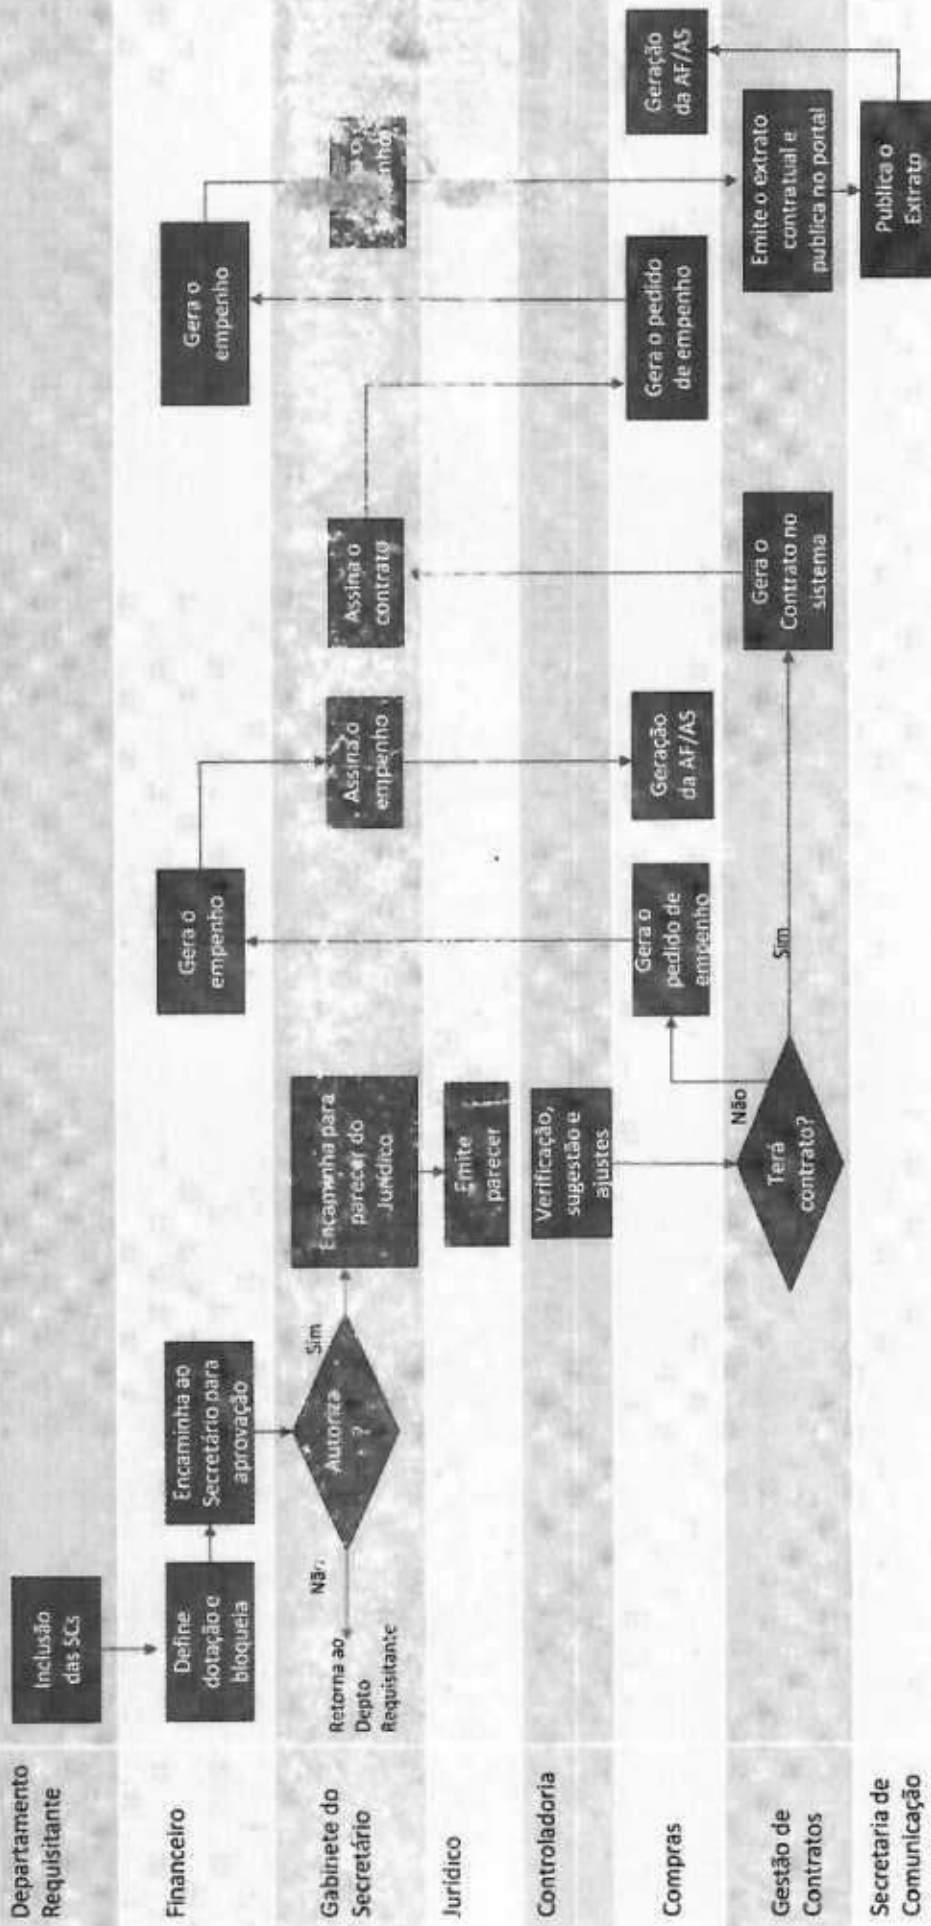 Departamento
Requisitante
Inclusão
das SCs
Financeiro
Define
dotação e
bloqueia
Encaminha ao
Secretário para
aprovação
Gera o
empenho
Gera o
empenho
Gabinete do
Secretário
Retorna ao
Depto
Requisitante
Não
Autoriza
?
Sim
Encaminha para
parecer do
Jurídico
Assina o
empenho
Assina o
contrato
Jurídico
Emite
parecer
Controladoria
Verificação,
sugestão e
ajustes
Compras
Gera o
pedido de
empenho
Geração
da AF/AS
Gera o pedido
de empenho
Geração
da AF/AS
Gestão de
Contratos
Terá
contrato?
Não
Sim
Gera o
Contrato no
sistema
Emite o extrato
contratual e
publica no portal
Secretaria de
Comunicação
Publica o
Extrato